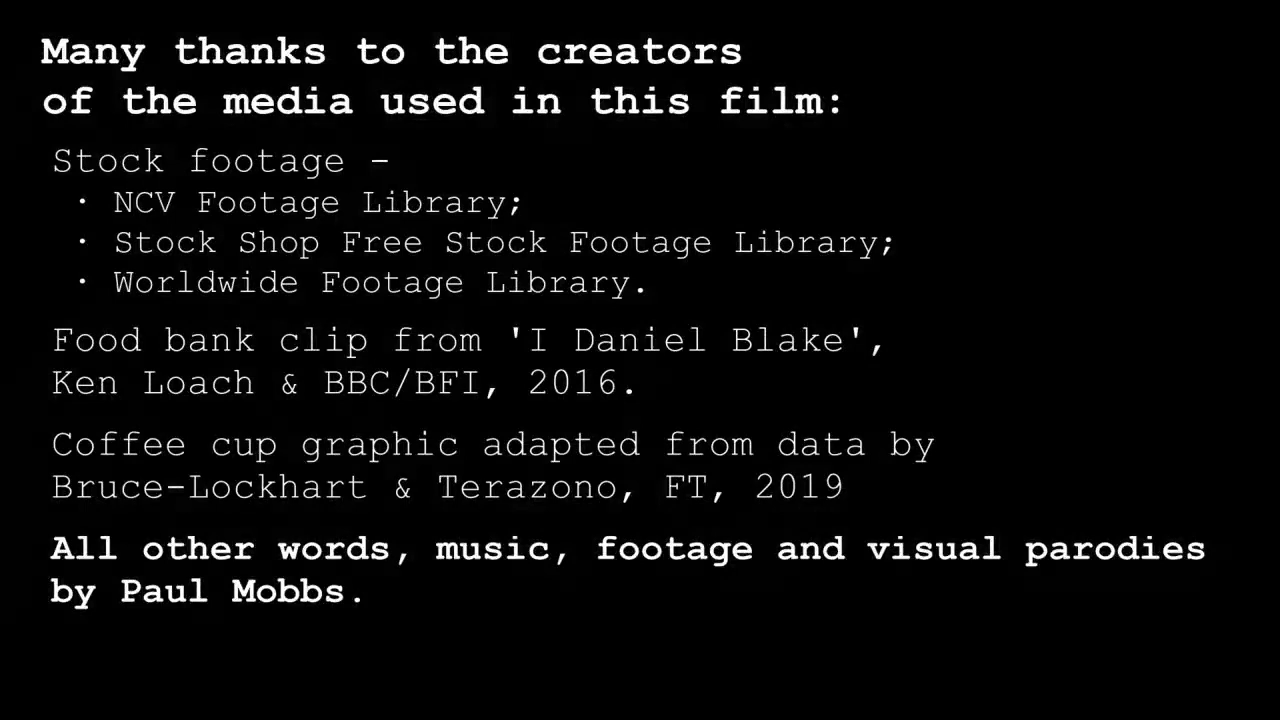 Many thanks to the creators
of the media used in this film:
Stock footage -
· NCV Footage Library;
· Stock Shop Free Stock Footage Library;
· Worldwide Footage Library.
Food bank clip from 'I Daniel Blake',
Ken Loach & BBC/BFI, 2016.
Coffee cup graphic adapted from data by
Bruce-Lockhart & Terazono, FT, 2019
All other words, music, footage and visual parodies
by Paul Mobbs.